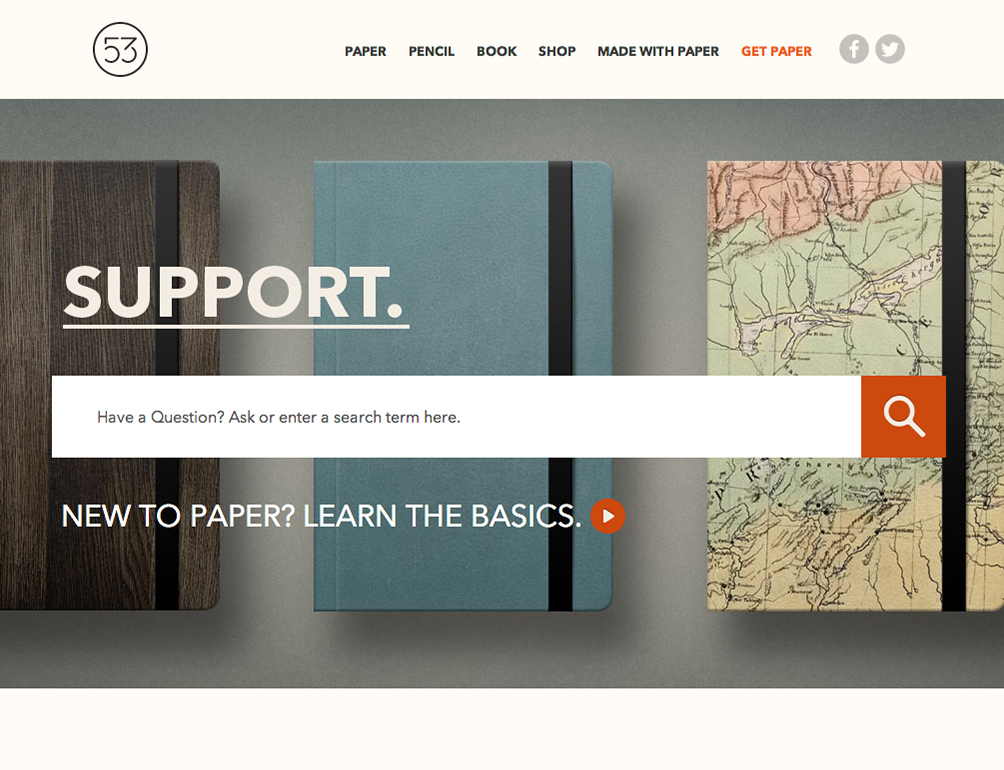 53
PAPER PENCIL BOOK SHOP MADE WITH PAPER GET PAPER
SUPPORT.
Have a Question? Ask or enter a search term here.
NEW TO PAPER? LEARN THE BASICS.